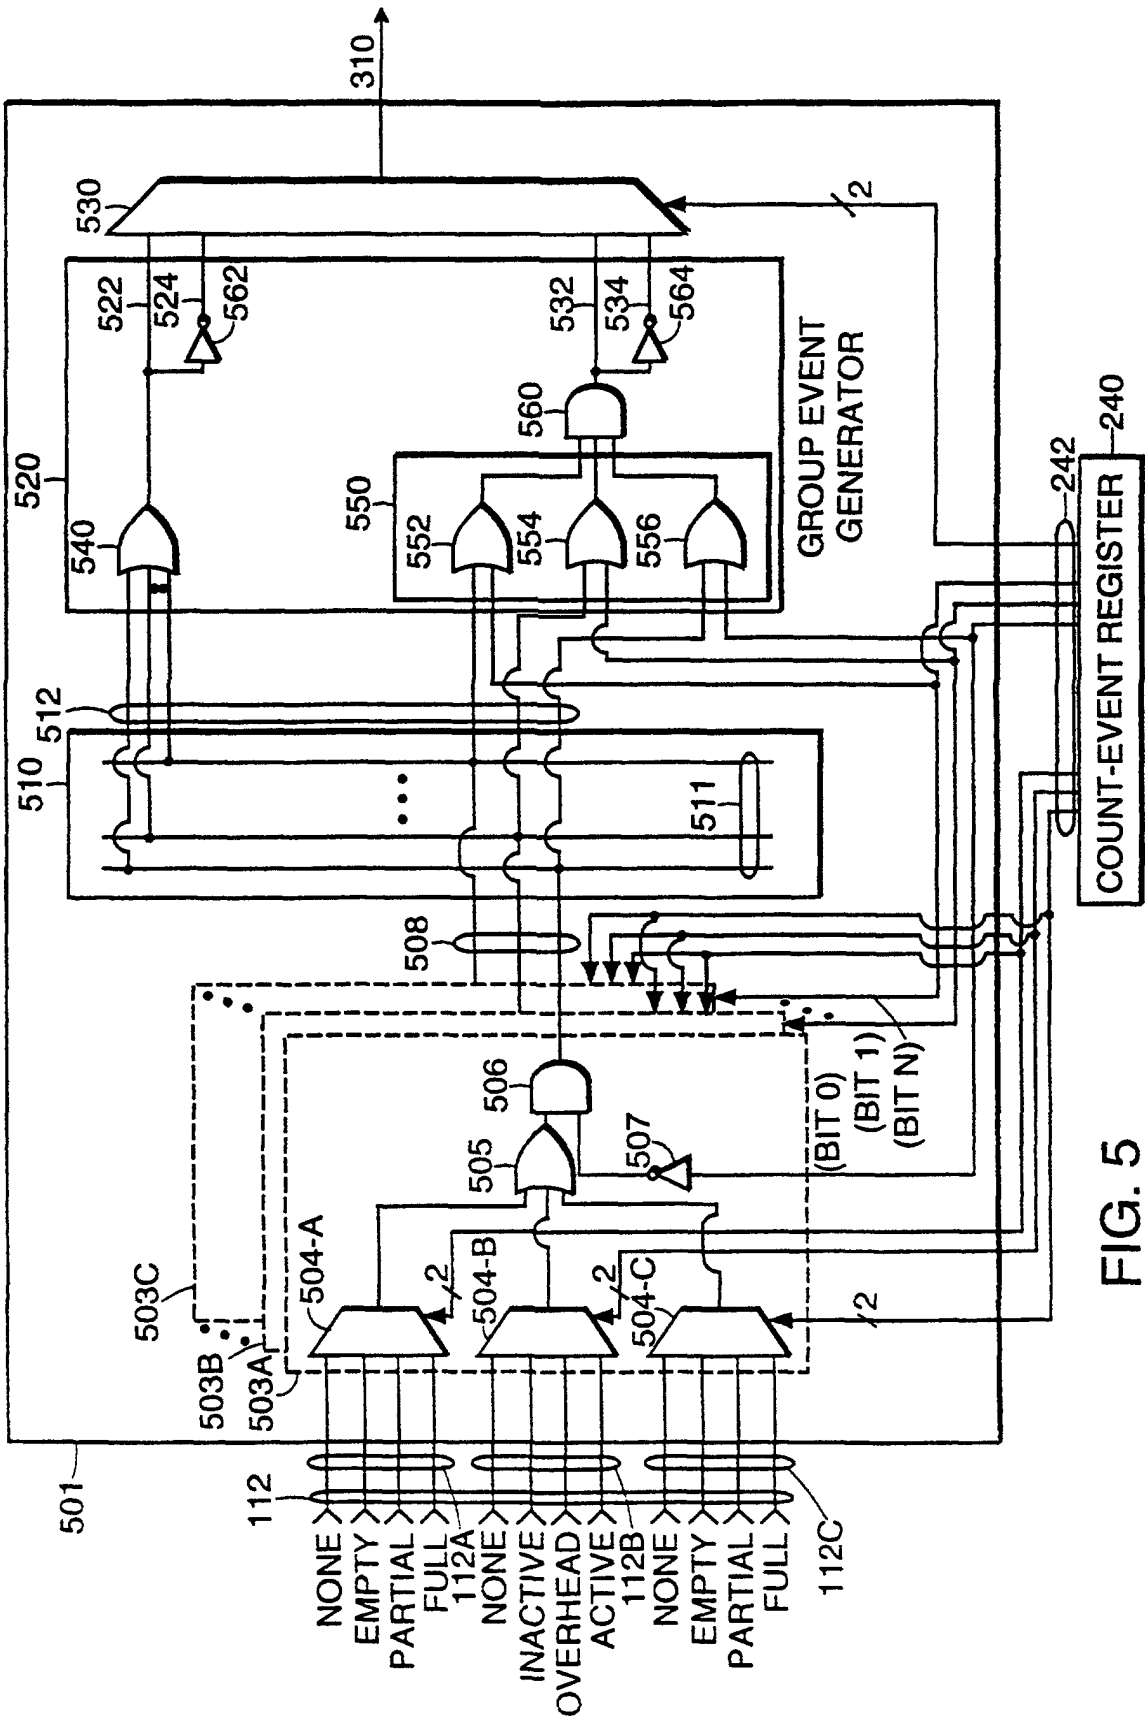 501
112
NONE
EMPTY
PARTIAL
FULL
112A
NONE
INACTIVE
OVERHEAD
ACTIVE
112B
NONE
EMPTY
PARTIAL
FULL
112C
503C
503B
503A
504-A
2
504-B
2
504-C
2
505
506
507
(BIT 0)
(BIT 1)
(BIT N)
508
510
511
512
520
540
550
552
554
556
560
522
524
562
532
534
564
GROUP EVENT
GENERATOR
530
2
310
242
240
COUNT-EVENT REGISTER
FIG. 5